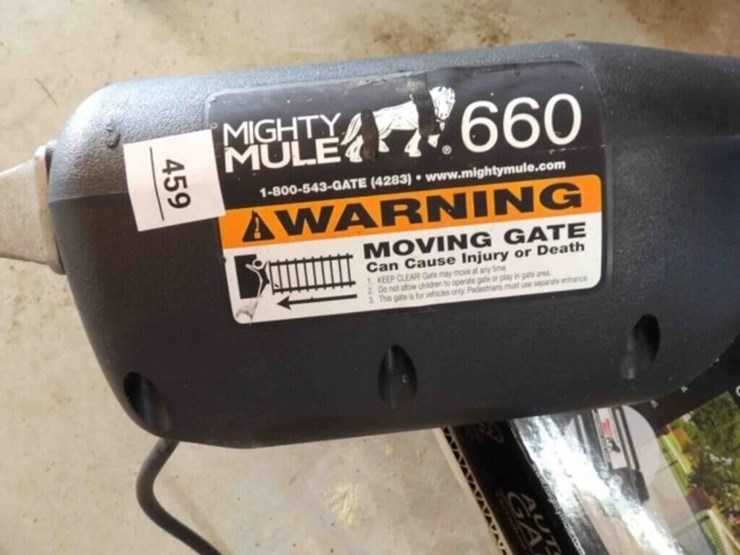 MIGHTY
MULE® 660
1-800-543-GATE (4283) • www.mightymule.com
459
WARNING
MOVING GATE
Can Cause Injury or Death
1. KEEP CLEAR! Gate may move at any time.
2. Do not allow children to operate gate or play in gate area.
3. This gate is for vehicles only. Pedestrians must use separate entrance
AUT
GA